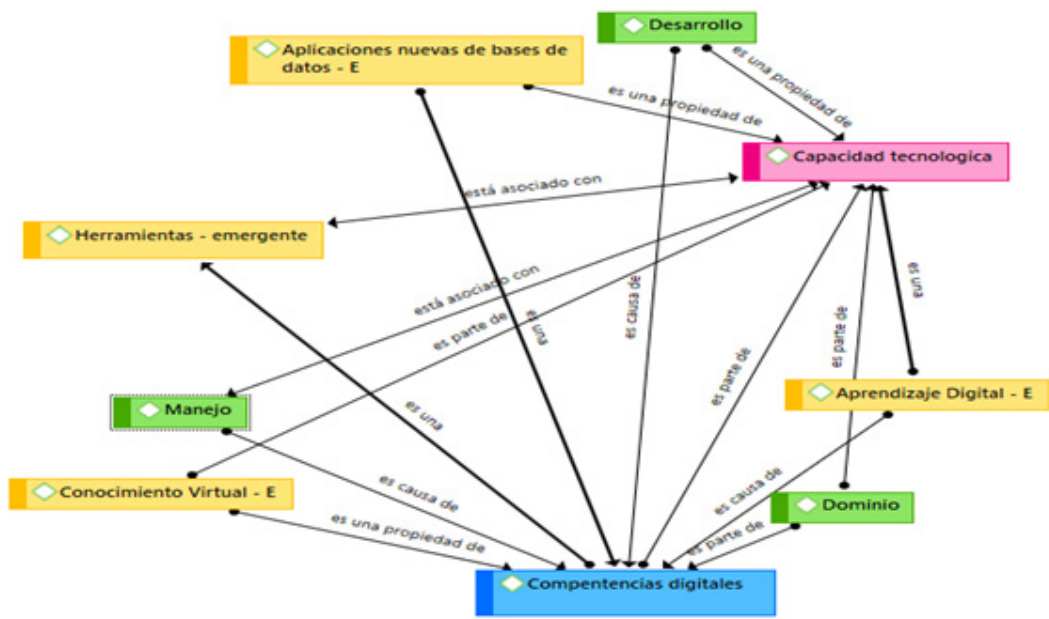 Desarrollo
Aplicaciones nuevas de bases de
datos - E
es una propiedad de
es una propiedad de
Capacidad tecnologica
está asociado con
Herramientas - emergente
está asociado con
es causa de
es una
es una
es parte de
es parte de
es parte de
Aprendizaje Digital - E
Manejo
es una
Conocimiento Virtual - E
es causa de
es causa de
Dominio
es una propiedad de
es parte de
Compentencias digitales